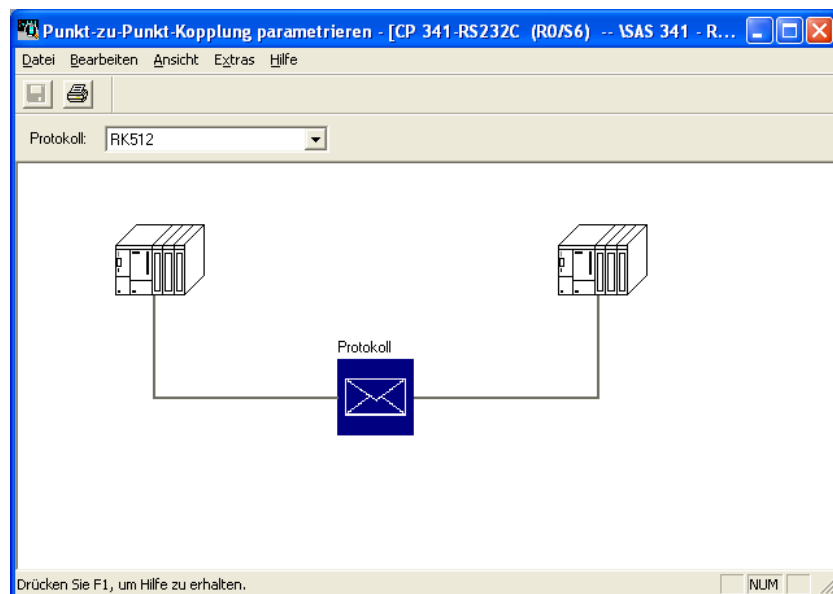 Punkt-zu-Punkt-Kopplung parametrieren - [CP 341-RS232C (R0/S6) -- \SAS 341 - R...
Datei Bearbeiten Ansicht Extras Hilfe
Protokoll: RK512
Protokoll
Drücken Sie F1, um Hilfe zu erhalten. NUM